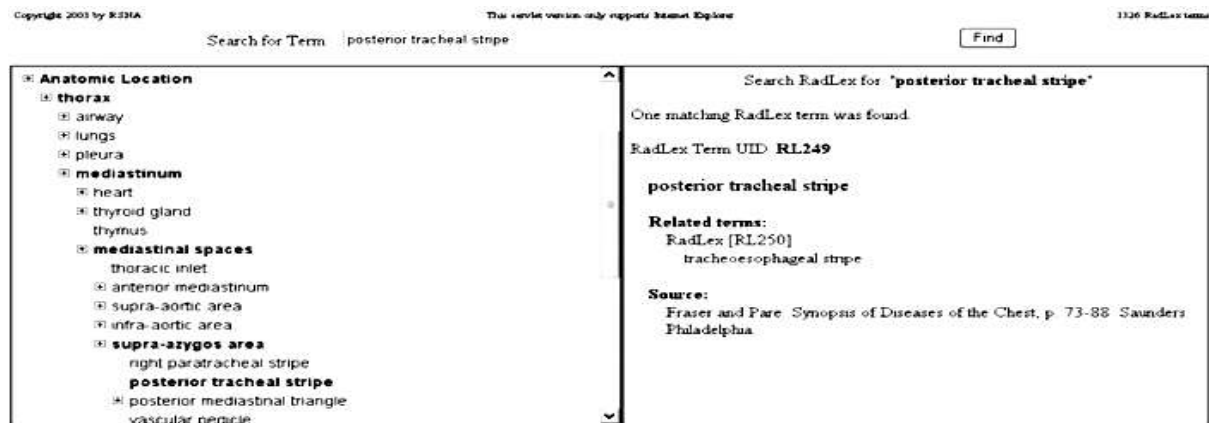 Copyright 2003 by RSNA
This servlet version only supports Internet Explorer
1326 RadLex terms
Search for Term posterior tracheal stripe Find
Anatomic Location
thorax
airway
lungs
pleura
mediastinum
heart
thyroid gland
thymus
mediastinal spaces
thoracic inlet
anterior mediastinum
supra-aortic area
infra-aortic area
supra-azygos area
right paratracheal stripe
posterior tracheal stripe
posterior mediastinal triangle
vascular pedicle
Search RadLex for "posterior tracheal stripe"
One matching RadLex term was found.
RadLex Term UID RL249
posterior tracheal stripe
Related terms:
RadLex [RL250]
tracheoesophageal stripe
Source:
Fraser and Pare Synopsis of Diseases of the Chest, p. 73-88 Saunders
Philadelphia